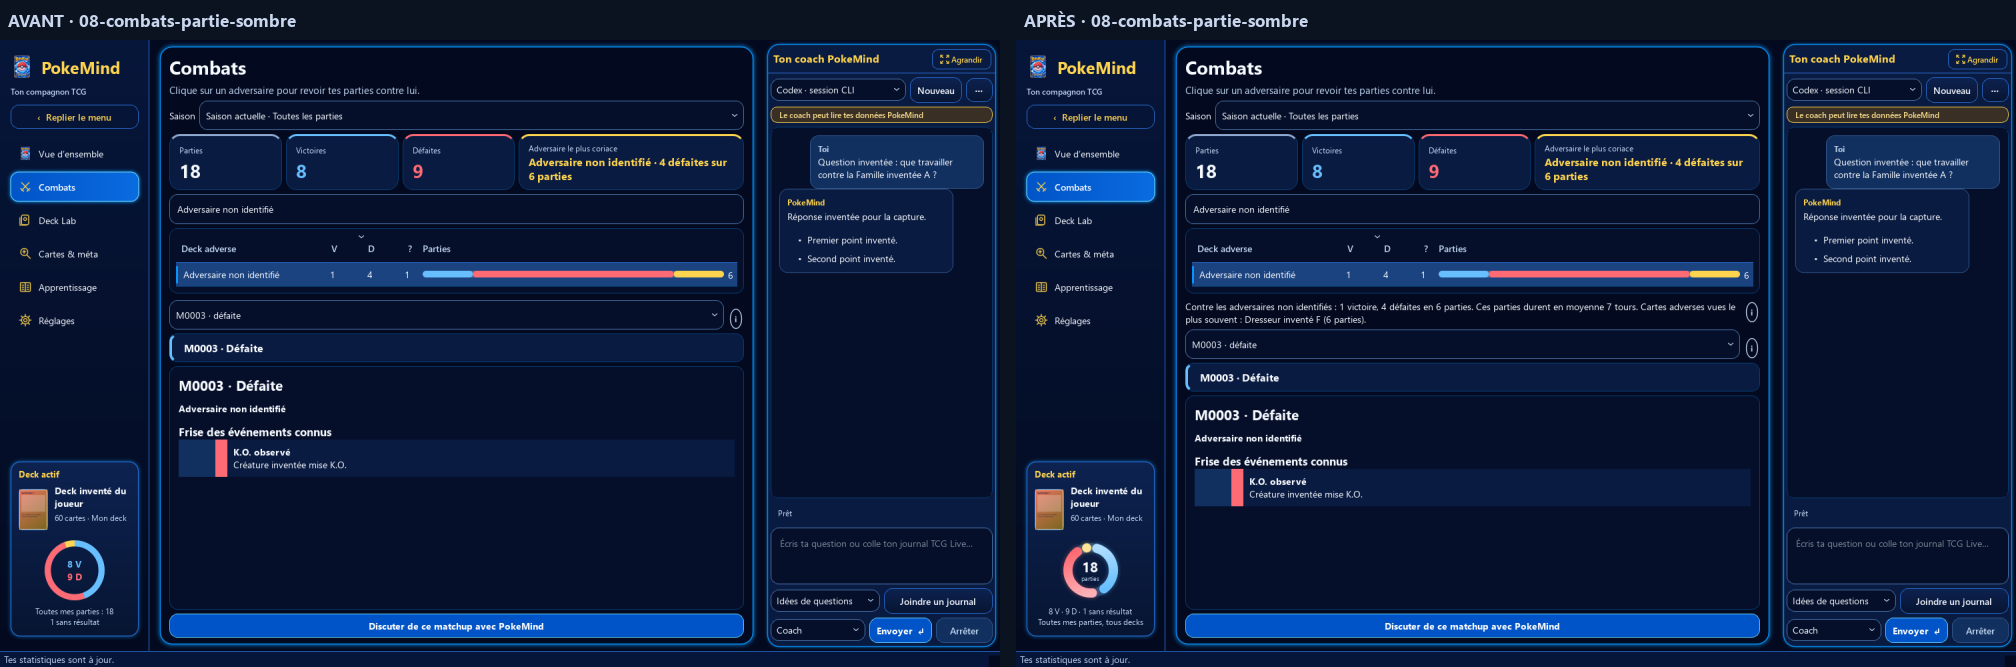 AVANT · 08-combats-partie-sombre
PokeMind
Ton compagnon TCG
‹ Replier le menu
Vue d'ensemble
Combats
Deck Lab
Cartes & méta
Apprentissage
Réglages
Deck actif
Deck inventé du
joueur
60 cartes · Mon deck
8 V
9 D
Toutes mes parties : 18
1 sans résultat
Combats
Clique sur un adversaire pour revoir tes parties contre lui.
Saison
Saison actuelle · Toutes les parties
Parties
18
Victoires
8
Défaites
9
Adversaire le plus coriace
Adversaire non identifié · 4 défaites sur
6 parties
Adversaire non identifié
Deck adverse V D ? Parties
Adversaire non identifié 1 4 1 6
M0003 · défaite
i
M0003 · Défaite
M0003 · Défaite
Adversaire non identifié
Frise des événements connus
K.O. observé
Créature inventée mise K.O.
Discuter de ce matchup avec PokeMind
Ton coach PokeMind
Agrandir
Codex · session CLI
Nouveau
...
Le coach peut lire tes données PokeMind
Toi
Question inventée : que travailler
contre la Famille inventée A ?
PokeMind
Réponse inventée pour la capture.
• Premier point inventé.
• Second point inventé.
Prêt
Écris ta question ou colle ton journal TCG Live...
Idées de questions
Joindre un journal
Coach
Envoyer ↲
Arrêter
Tes statistiques sont à jour.
APRÈS · 08-combats-partie-sombre
PokeMind
Ton compagnon TCG
‹ Replier le menu
Vue d'ensemble
Combats
Deck Lab
Cartes & méta
Apprentissage
Réglages
Deck actif
Deck inventé du
joueur
60 cartes · Mon deck
18
parties
8 V · 9 D · 1 sans résultat
Toutes mes parties, tous decks
Combats
Clique sur un adversaire pour revoir tes parties contre lui.
Saison
Saison actuelle · Toutes les parties
Parties
18
Victoires
8
Défaites
9
Adversaire le plus coriace
Adversaire non identifié · 4 défaites sur
6 parties
Adversaire non identifié
Deck adverse V D ? Parties
Adversaire non identifié 1 4 1 6
Contre les adversaires non identifiés : 1 victoire, 4 défaites en 6 parties. Ces parties durent en moyenne 7 tours. Cartes adverses vues le
plus souvent : Dresseur inventé F (6 parties).
i
M0003 · défaite
i
M0003 · Défaite
M0003 · Défaite
Adversaire non identifié
Frise des événements connus
K.O. observé
Créature inventée mise K.O.
Discuter de ce matchup avec PokeMind
Ton coach PokeMind
Agrandir
Codex · session CLI
Nouveau
...
Le coach peut lire tes données PokeMind
Toi
Question inventée : que travailler
contre la Famille inventée A ?
PokeMind
Réponse inventée pour la capture.
• Premier point inventé.
• Second point inventé.
Prêt
Écris ta question ou colle ton journal TCG Live...
Idées de questions
Joindre un journal
Coach
Envoyer ↲
Arrêter
Tes statistiques sont à jour.